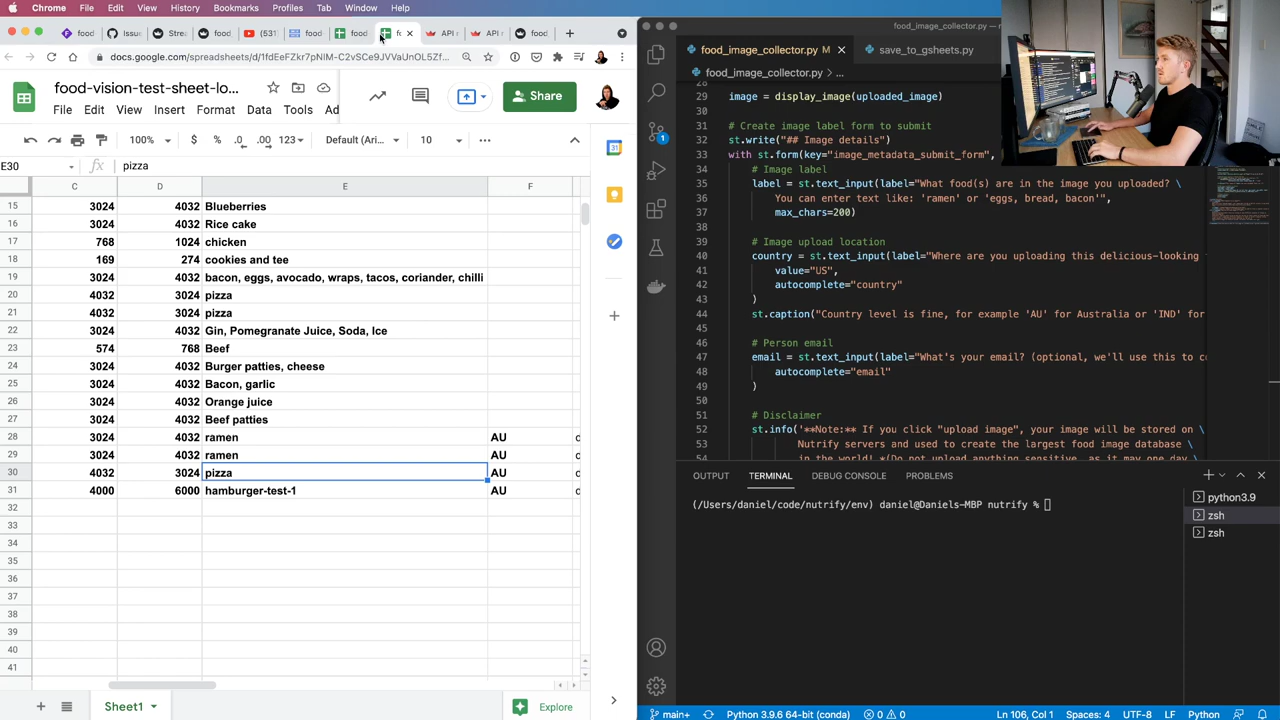 Chrome File Edit View History Bookmarks Profiles Tab Window Help
food_image_collector.py —
food issu Stre foo (53 food food fo API API food
docs.google.com/spreadsheets/d/1fdEeFZkr7pNH-C2vSCe9JVVaUnOL5Zf...
food_image_collector.py M save_to_gsheets.py
food_image_collector.py > ...
food-vision-test-sheet-lo...
File Edit View Insert Format Data Tools
Share
100% $ % .0 .00 123 Default (Ari... 10
E30 fx pizza
C D E F
15 3024 4032 Blueberries
16 3024 4032 Rice cake
17 768 1024 chicken
18 169 274 cookies and tee
19 3024 4032 bacon, eggs, avocado, wraps, tacos, coriander, chilli
20 4032 3024 pizza
21 4032 3024 pizza
22 3024 4032 Gin, Pomegranate Juice, Soda, Ice
23 574 768 Beef
24 3024 4032 Burger patties, cheese
25 3024 4032 Bacon, garlic
26 3024 4032 Orange juice
27 3024 4032 Beef patties
28 3024 4032 ramen AU
29 3024 4032 ramen AU
30 4032 3024 pizza AU
31 4000 6000 hamburger-test-1 AU
32
33
34
35
36
37
38
39
40
41
Sheet1
Explore
28
29 image = display_image(uploaded_image)
30
31 # Create image label form to submit
32 st.write("## Image details")
33 with st.form(key="image_metadata_submit_form",
34 # Image label
35 label = st.text_input(label="What food(s) are in the image you uploaded? \
36 You can enter text like: 'ramen' or 'eggs, bread, bacon'",
37 max_chars=200)
38
39 # Image upload location
40 country = st.text_input(label="Where are you uploading this delicious-looking
41 value="US",
42 autocomplete="country"
43 )
44 st.caption("Country level is fine, for example 'AU' for Australia or 'IND' for
45
46 # Person email
47 email = st.text_input(label="What's your email? (optional, we'll use this to c
48 autocomplete="email"
49 )
50
51 # Disclaimer
52 st.info('**Note:** If you click "upload image", your image will be stored on \
53 Nutrify servers and used to create the largest food image database \
54 in the world! *(Do not upload anything sensitive, as it may one day
OUTPUT TERMINAL DEBUG CONSOLE PROBLEMS
(/Users/daniel/code/nutrify/env) daniel@Daniels-MBP nutrify %
python3.9
zsh
zsh
1
main+ Python 3.9.6 64-bit (conda) 0 0 Ln 106, Col 1 Spaces: 4 UTF-8 LF Python